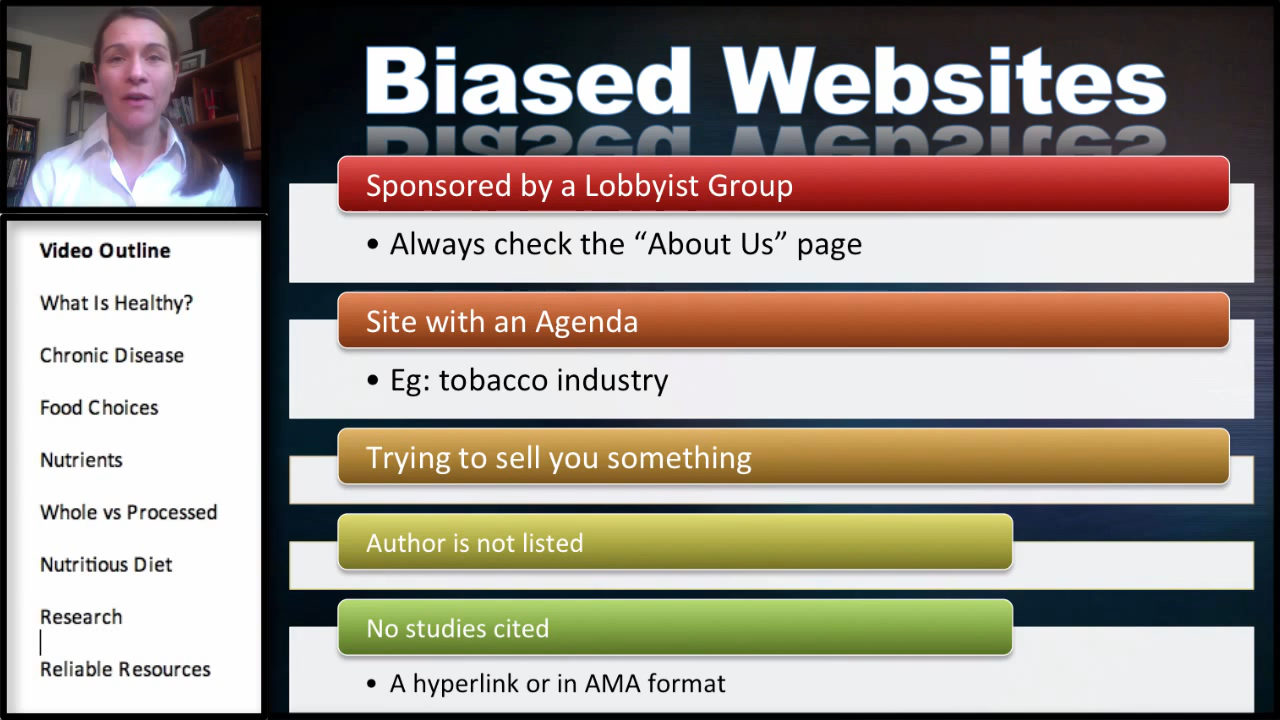 Biased Websites
Sponsored by a Lobbyist Group
• Always check the “About Us” page
Site with an Agenda
• Eg: tobacco industry
Trying to sell you something
Author is not listed
No studies cited
• A hyperlink or in AMA format
Video Outline
What Is Healthy?
Chronic Disease
Food Choices
Nutrients
Whole vs Processed
Nutritious Diet
Research
Reliable Resources